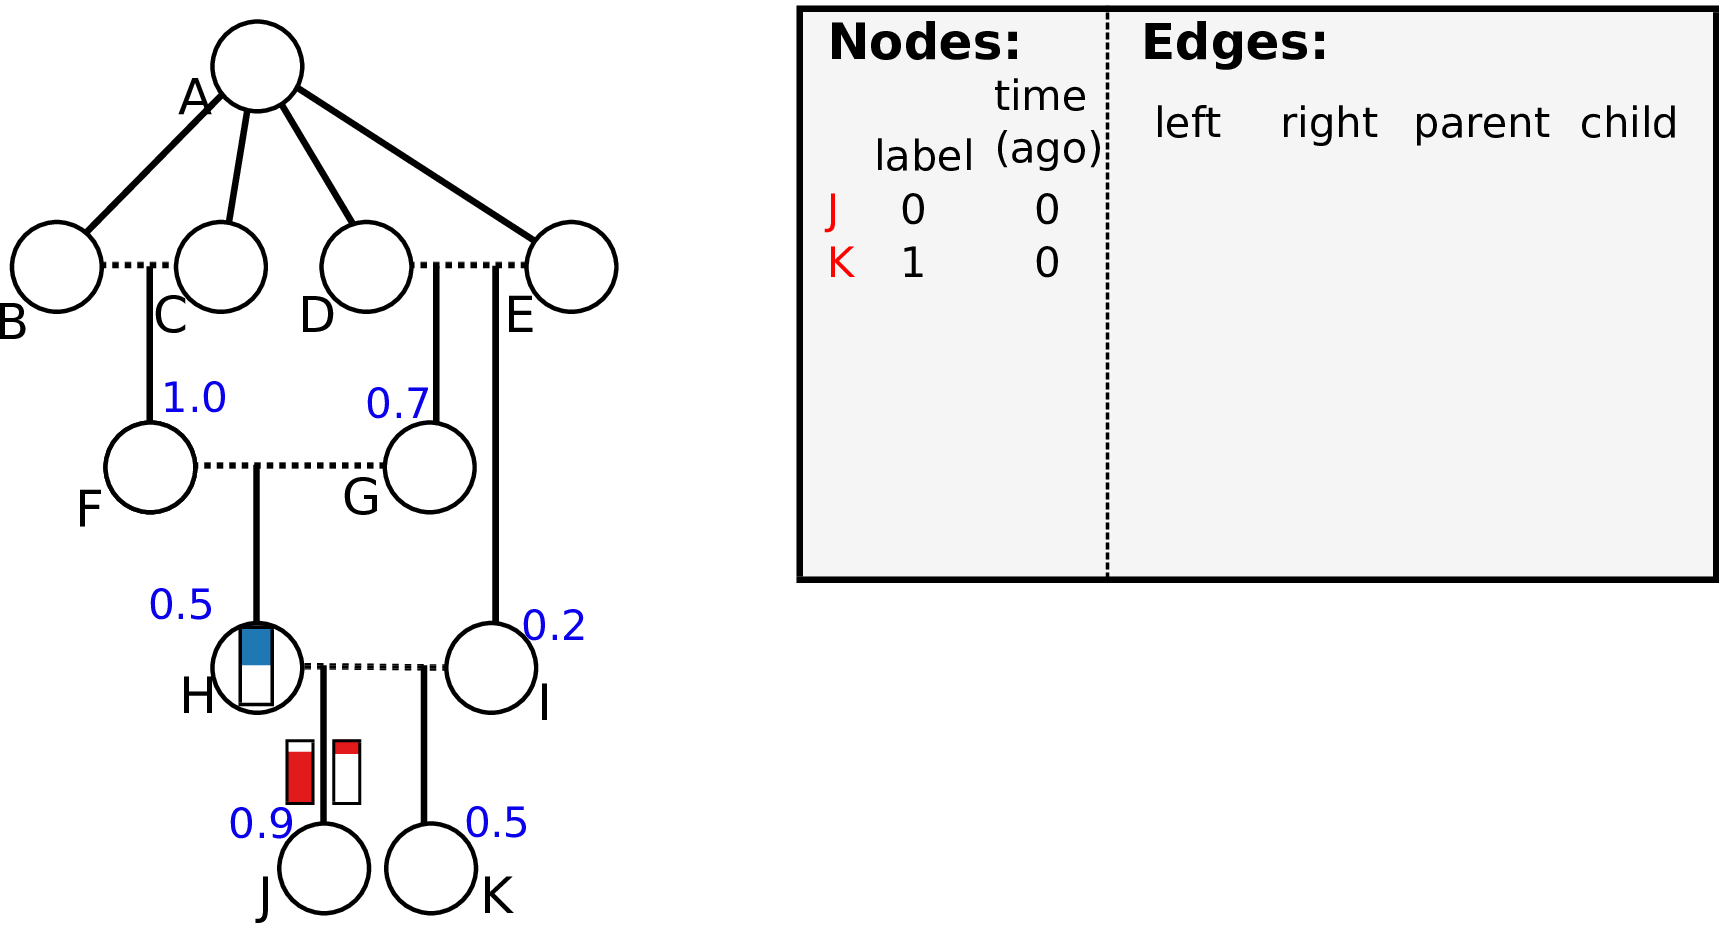 A
B
C
D
E
1.0
0.7
F
G
0.5
0.2
H
I
0.9
0.5
J
K
Nodes:
Edges:
time
(ago)
label
left right parent child
J 0 0
K 1 0